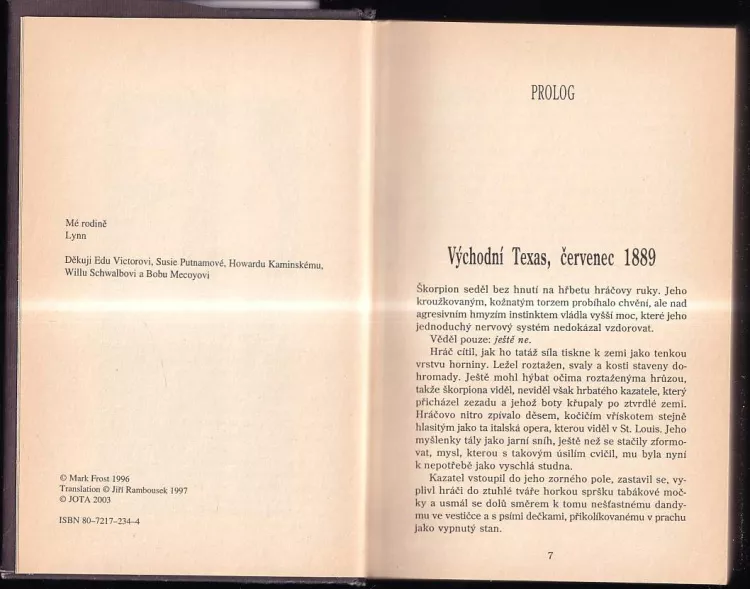 Mé rodině
Lynn
Děkuji Edu Victorovi, Susie Putnamové, Howardu Kaminskému,
Willu Schwalbovi a Bobu Mecoyovi
© Mark Frost 1996
Translation © Jiří Rambousek 1997
© JOTA 2003
ISBN 80–7217–234–4
PROLOG
Východní Texas, červenec 1889
Škorpion seděl bez hnutí na hřbetu hráčovy ruky. Jeho
kroužkovaným, kožnatým torzem probíhalo chvění, ale nad
agresivním hmyzím instinktem vládla vyšší moc, které jeho
jednoduchý nervový systém nedokázal vzdorovat.
Věděl pouze: ještě ne.
Hráč cítil, jak ho tatáž síla tiskne k zemi jako tenkou
vrstvu horniny. Ležel roztažen, svaly a kosti staveny do-
hromady. Ještě mohl hýbat očima roztaženýma hrůzou,
takže škorpiona viděl, neviděl však hrbatého kazatele, který
přicházel zezadu a jehož boty křupaly po ztvrdlé zemi.
Hráčovo nitro zpívalo děsem, kočičím vřískotem stejně
hlasitým jako ta italská opera, kterou viděl v St. Louis. Jeho
myšlenky tály jako jarní sníh, ještě než se stačily zformo-
vat, mysl, kterou s takovým úsilím cvičil, mu byla nyní
k nepotřebě jako vyschlá studna.
Kazatel vstoupil do jeho zorného pole, zastavil se, vy-
plivl hráči do ztuhlé tváře horkou spršku tabákové moč-
ky a usmál se dolů směrem k tomu nešťastnému dandy-
mu ve vestičce a s psími dečkami, přikolíkovanému v prachu
jako vypnutý stan.
7